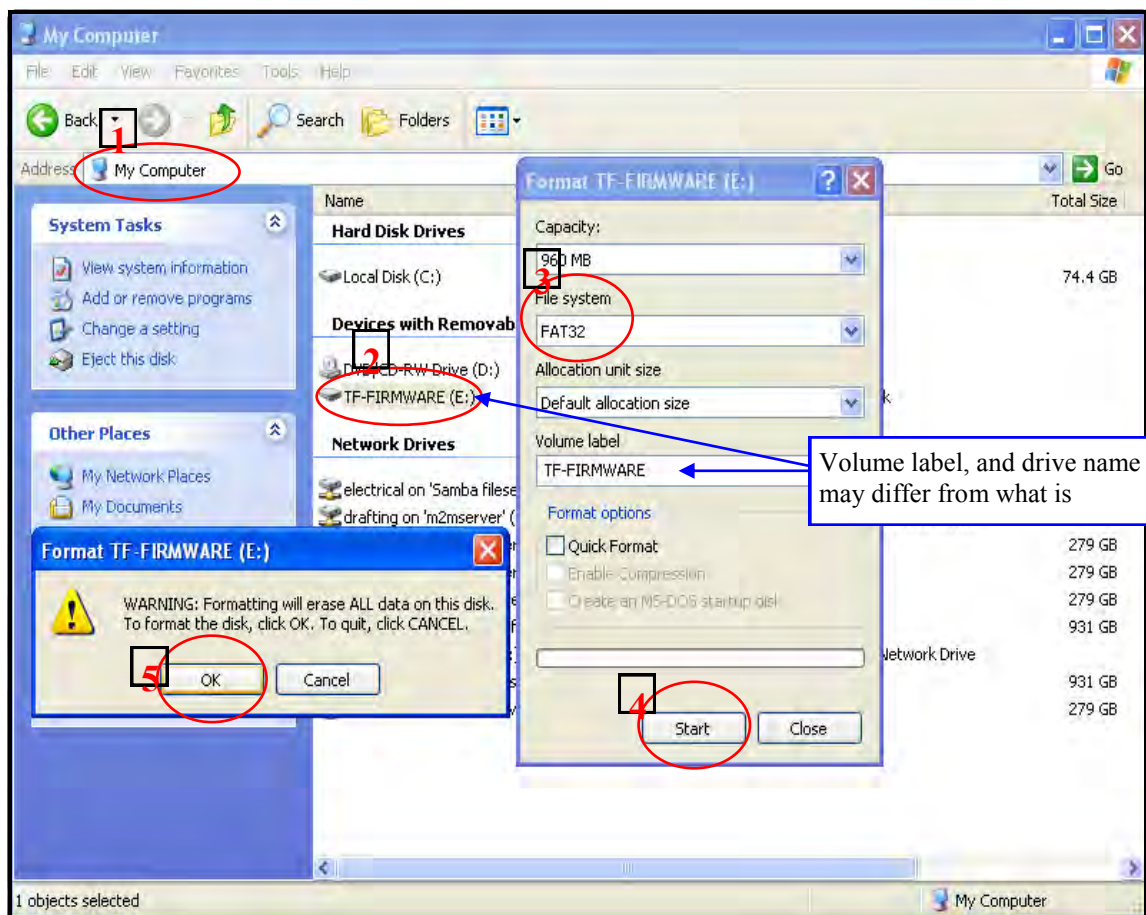 My Computer
File Edit View Favorites Tools Help
Back Search Folders
1
Address My Computer Go
Name Total Size
System Tasks
View system information
Add or remove programs
Change a setting
Eject this disk
Other Places
My Network Places
My Documents
Hard Disk Drives
Local Disk (C:) 74.4 GB
Devices with Removab
2
DVD/CD-RW Drive (D:)
TF-FIRMWARE (E:)
k
Network Drives
electrical on 'Samba filese
drafting on 'm2mserver' (
279 GB
279 GB
279 GB
931 GB
Network Drive
931 GB
279 GB
Format TF-FIRMWARE (E:)
Capacity:
960 MB
3
File system
FAT32
Allocation unit size
Default allocation size
Volume label
TF-FIRMWARE
Format options
Quick Format
Enable Compression
Create an MS-DOS startup disk
4
Start Close
Volume label, and drive name
may differ from what is
Format TF-FIRMWARE (E:)
WARNING: Formatting will erase ALL data on this disk.
To format the disk, click OK. To quit, click CANCEL.
5
OK Cancel
1 objects selected My Computer